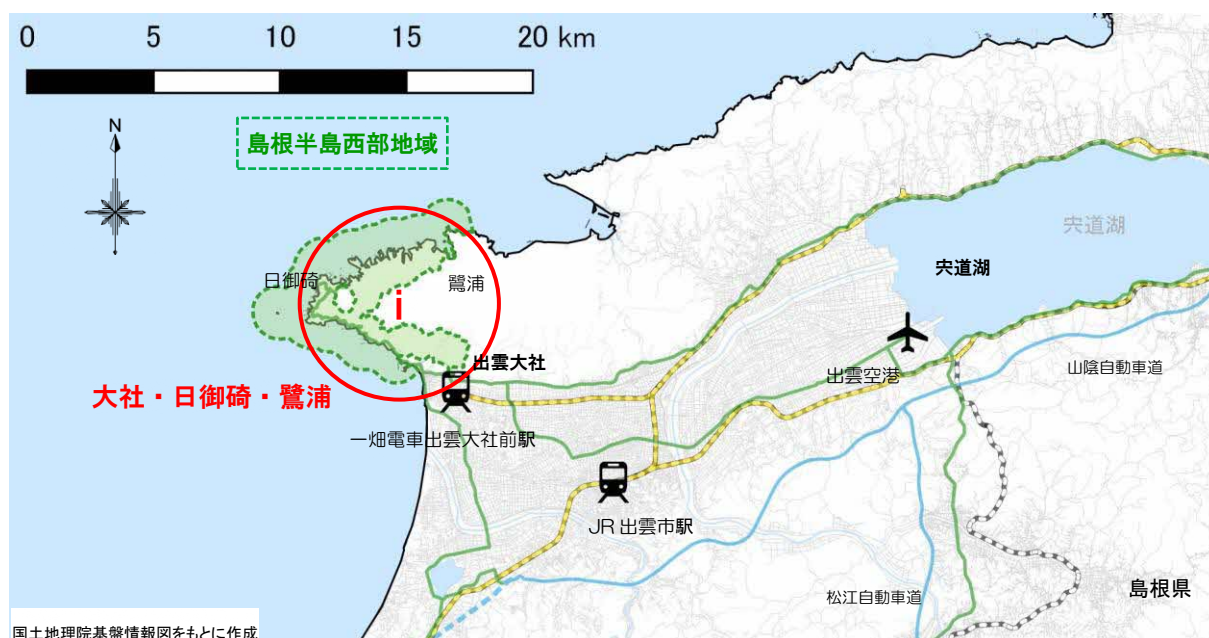 0 5 10 15 20 km
N
島根半島西部地域
宍道湖
日御碕
鷺浦
宍道湖
i
出雲大社
出雲空港
山陰自動車道
大社・日御碕・鷺浦
一畑電車出雲大社前駅
JR 出雲市駅
松江自動車道
島根県
国土地理院基盤情報図をもとに作成